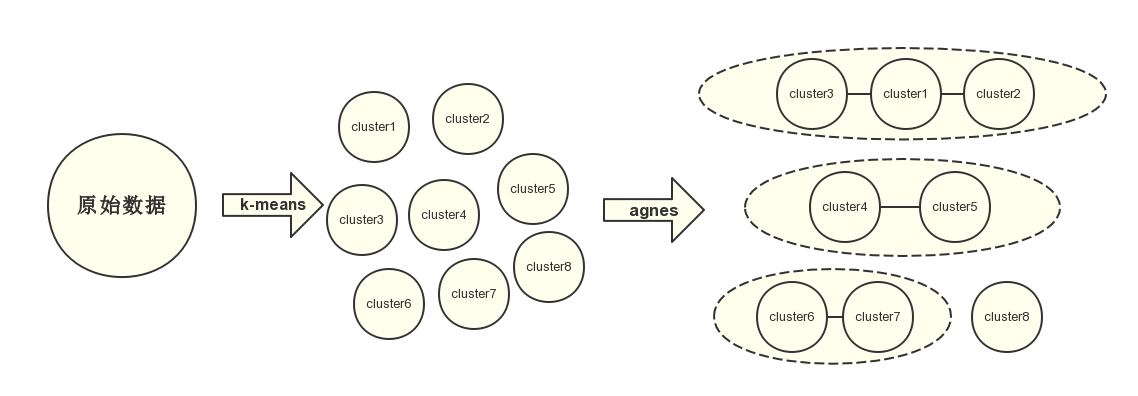 原始数据
k-means
cluster1
cluster2
cluster3
cluster4
cluster5
cluster6
cluster7
cluster8
agnes
cluster3
cluster1
cluster2
cluster4
cluster5
cluster6
cluster7
cluster8